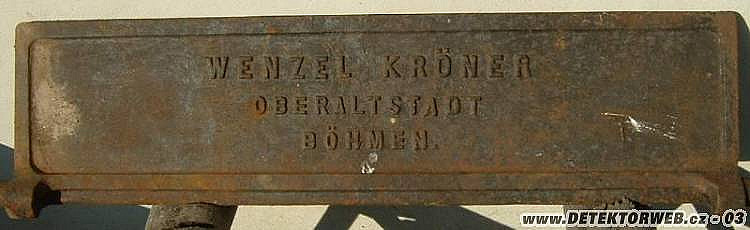 WENZEL KRÖNER
OBERALTSTADT
BÖHMEN.
www.DETEKTORWEB.cz©03